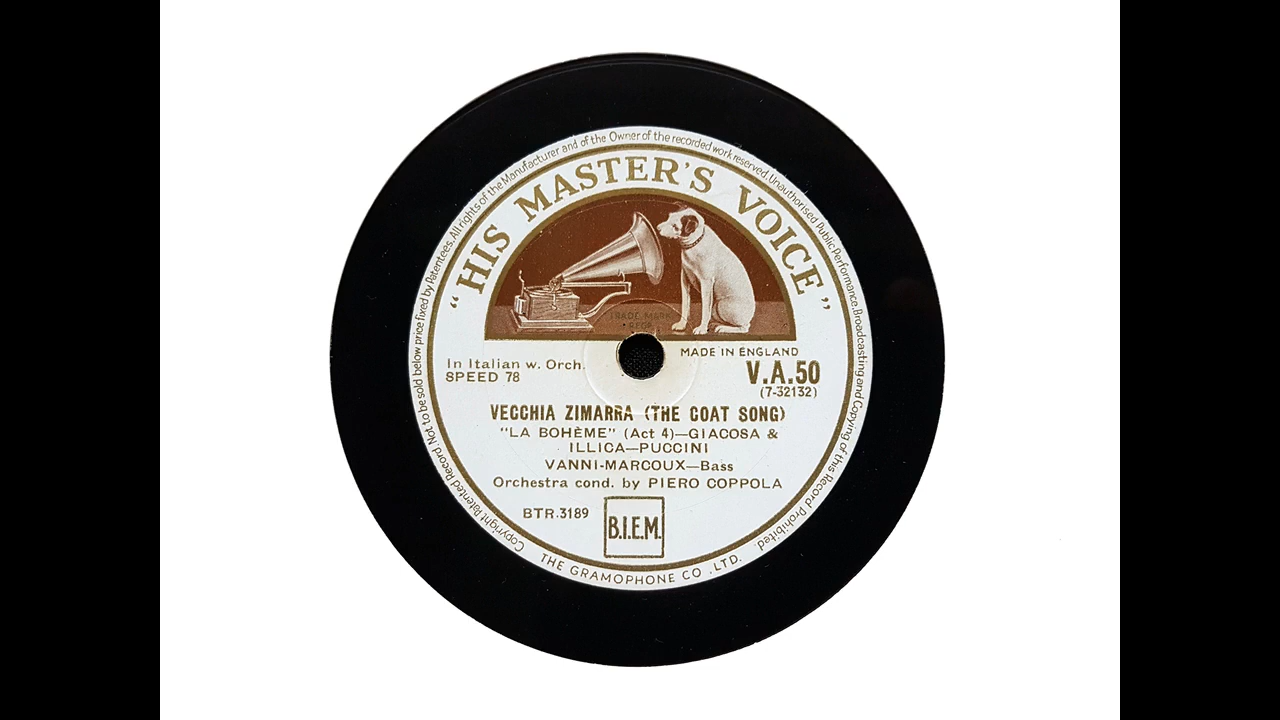 Copyright Patented Record. Not to be sold below price fixed by Patentees. All rights of the Manufacturer and of the Owner of the recorded work reserved. Unauthorised Public Performance. Broadcasting and Copying of this Record Prohibited.
"HIS MASTER'S VOICE"
TRADE MARK
MADE IN ENGLAND
In Italian w. Orch.
SPEED 78
V.A.50
(7-32132)
VECCHIA ZIMARRA (THE COAT SONG)
"LA BOHÈME" (Act 4)—GIACOSA &
ILLICA—PUCCINI
VANNI-MARCOUX—Bass
Orchestra cond. by PIERO COPPOLA
BTR.3189
B.I.E.M.
THE GRAMOPHONE CO .LTD.